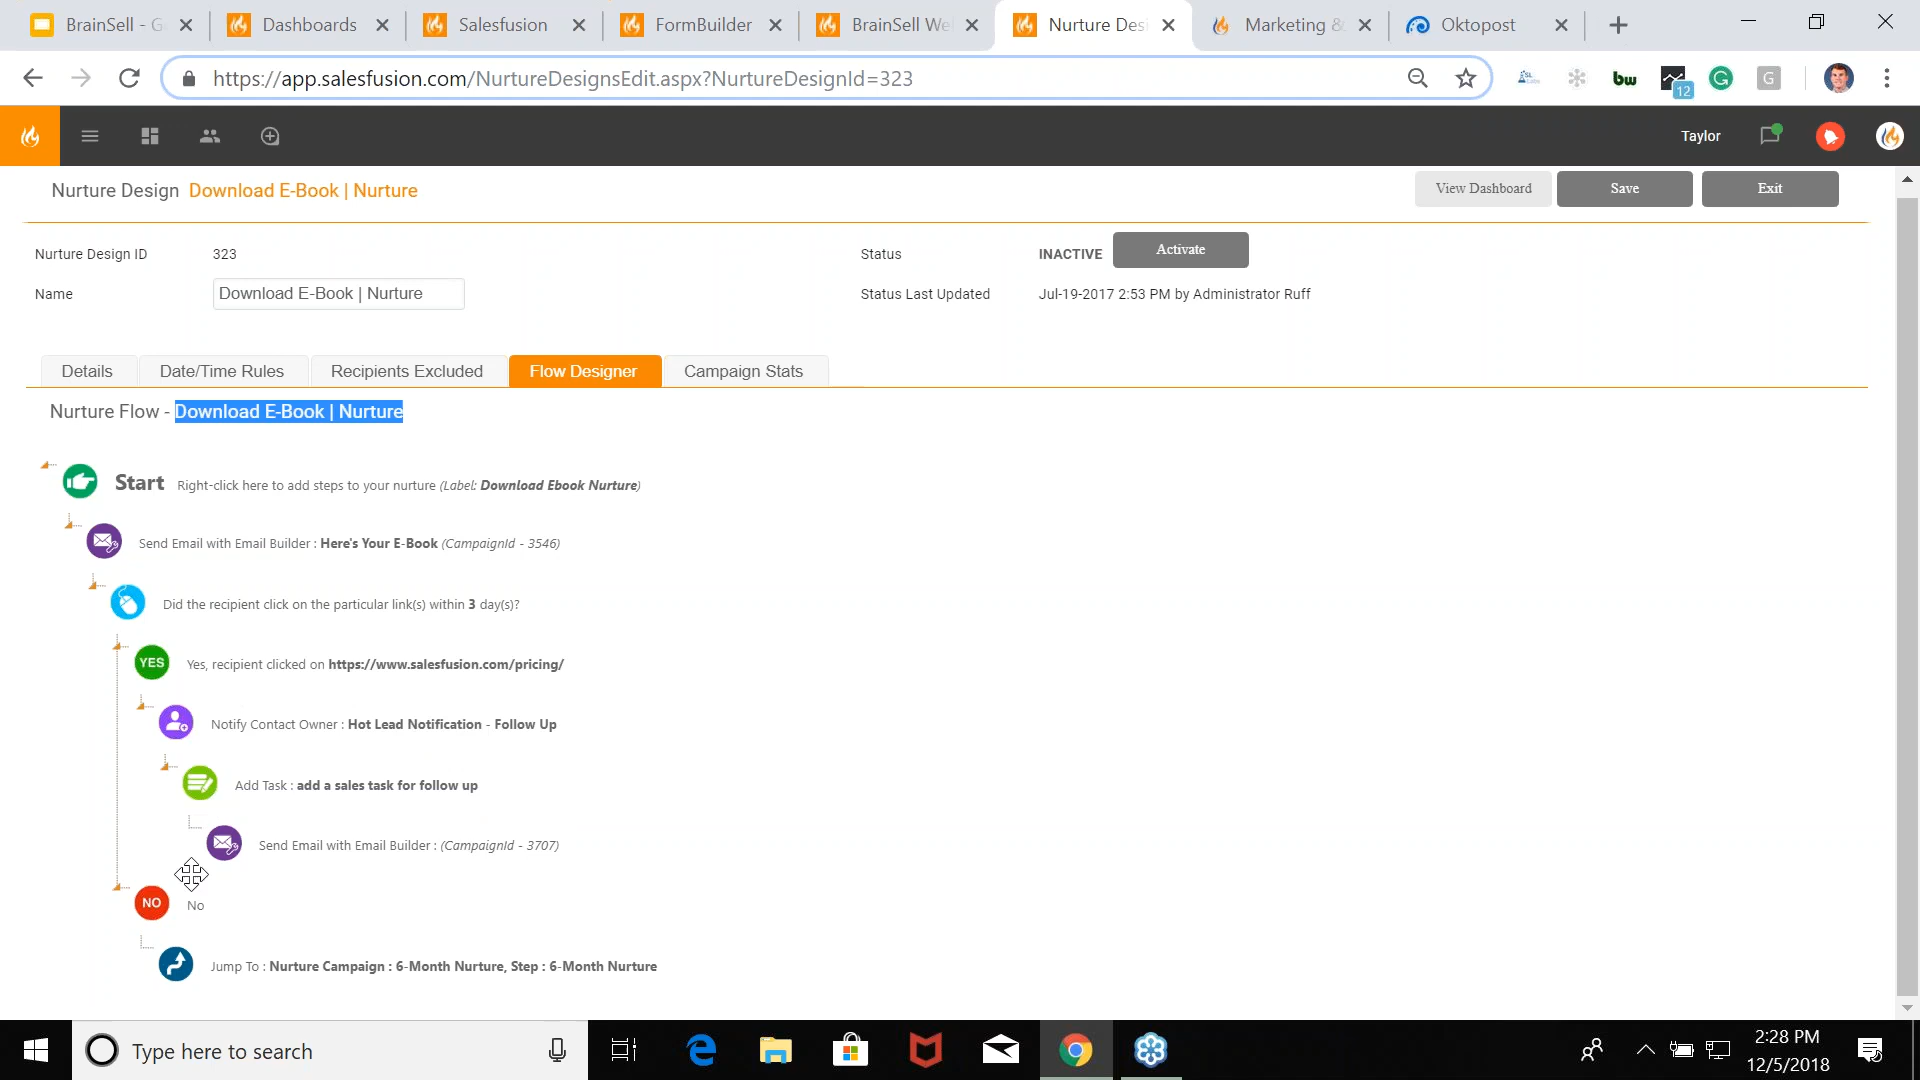 BrainSell - G
Dashboards
Salesfusion
FormBuilder
BrainSell We
Nurture Desi
Marketing &
Oktopost
https://app.salesfusion.com/NurtureDesignsEdit.aspx?NurtureDesignId=323
bw
12
G
G
Taylor
Nurture Design Download E-Book | Nurture
View Dashboard
Save
Exit
Nurture Design ID
323
Status
INACTIVE
Activate
Name
Download E-Book | Nurture
Status Last Updated
Jul-19-2017 2:53 PM by Administrator Ruff
Details
Date/Time Rules
Recipients Excluded
Flow Designer
Campaign Stats
Nurture Flow - Download E-Book | Nurture
Start Right-click here to add steps to your nurture (Label: Download Ebook Nurture)
Send Email with Email Builder : Here's Your E-Book (CampaignId - 3546)
Did the recipient click on the particular link(s) within 3 day(s)?
YES Yes, recipient clicked on https://www.salesfusion.com/pricing/
Notify Contact Owner : Hot Lead Notification - Follow Up
Add Task : add a sales task for follow up
Send Email with Email Builder : (CampaignId - 3707)
NO No
Jump To : Nurture Campaign : 6-Month Nurture, Step : 6-Month Nurture
Type here to search
2:28 PM
12/5/2018